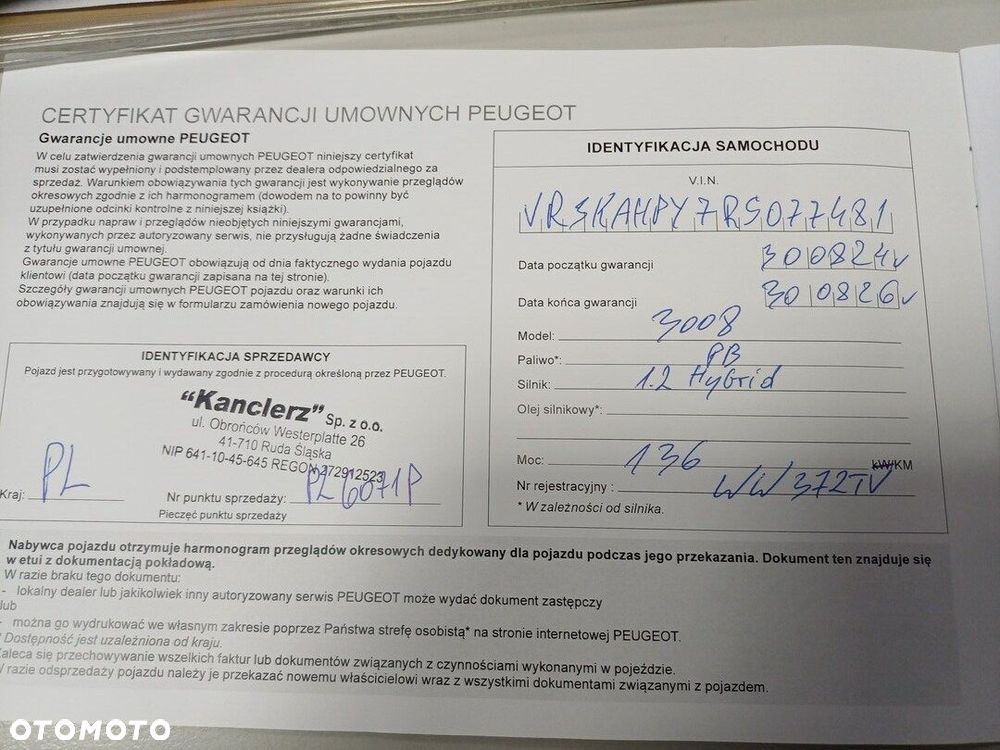 CERTYFIKAT GWARANCJI UMOWNYCH PEUGEOT
Gwarancje umowne PEUGEOT
W celu zatwierdzenia gwarancji umownych PEUGEOT niniejszy certyfikat
musi zostać wypełniony i podstemplowany przez dealera odpowiedzialnego za
sprzedaż. Warunkiem obowiązywania tych gwarancji jest wykonywanie przeglądów
okresowych zgodnie z ich harmonogramem (dowodem na to powinny być
uzupełnione odcinki kontrolne z niniejszej książki).
W przypadku napraw i przeglądów nieobjętych niniejszymi gwarancjami,
wykonywanych przez autoryzowany serwis, nie przysługują żadne świadczenia
z tytułu gwarancji umownej.
Gwarancje umowne PEUGEOT obowiązują od dnia faktycznego wydania pojazdu
klientowi (data początku gwarancji zapisana na tej stronie).
Szczegóły gwarancji umownych PEUGEOT pojazdu oraz warunki ich
obowiązywania znajdują się w formularzu zamówienia nowego pojazdu.
IDENTYFIKACJA SPRZEDAWCY
Pojazd jest przygotowywany i wydawany zgodnie z procedurą określoną przez PEUGEOT.
"Kanclerz" Sp. z o.o.
ul. Obrońców Westerplatte 26
41-710 Ruda Śląska
NIP 641-10-45-645 REGON 272912523
Kraj: PL
Nr punktu sprzedaży: PL6071P
Pieczęć punktu sprzedaży
IDENTYFIKACJA SAMOCHODU
V.I.N.
VR3KAHPY7RS077481
Data początku gwarancji 300824
Data końca gwarancji 300826
Model: 3008
Paliwo*: PB
Silnik: 1.2 Hybrid
Olej silnikowy*:
Moc: 136 kW/KM
Nr rejestracyjny : WW372TV
* W zależności od silnika.
Nabywca pojazdu otrzymuje harmonogram przeglądów okresowych dedykowany dla pojazdu podczas jego przekazania. Dokument ten znajduje się
w etui z dokumentacją pokładową.
W razie braku tego dokumentu:
- lokalny dealer lub jakikolwiek inny autoryzowany serwis PEUGEOT może wydać dokument zastępczy
lub
- można go wydrukować we własnym zakresie poprzez Państwa strefę osobistą* na stronie internetowej PEUGEOT.
* Dostępność jest uzależniona od kraju.
Zaleca się przechowywanie wszelkich faktur lub dokumentów związanych z czynnościami wykonanymi w pojeździe.
W razie odsprzedaży pojazdu należy je przekazać nowemu właścicielowi wraz z wszystkimi dokumentami związanymi z pojazdem.
OTOMOTO